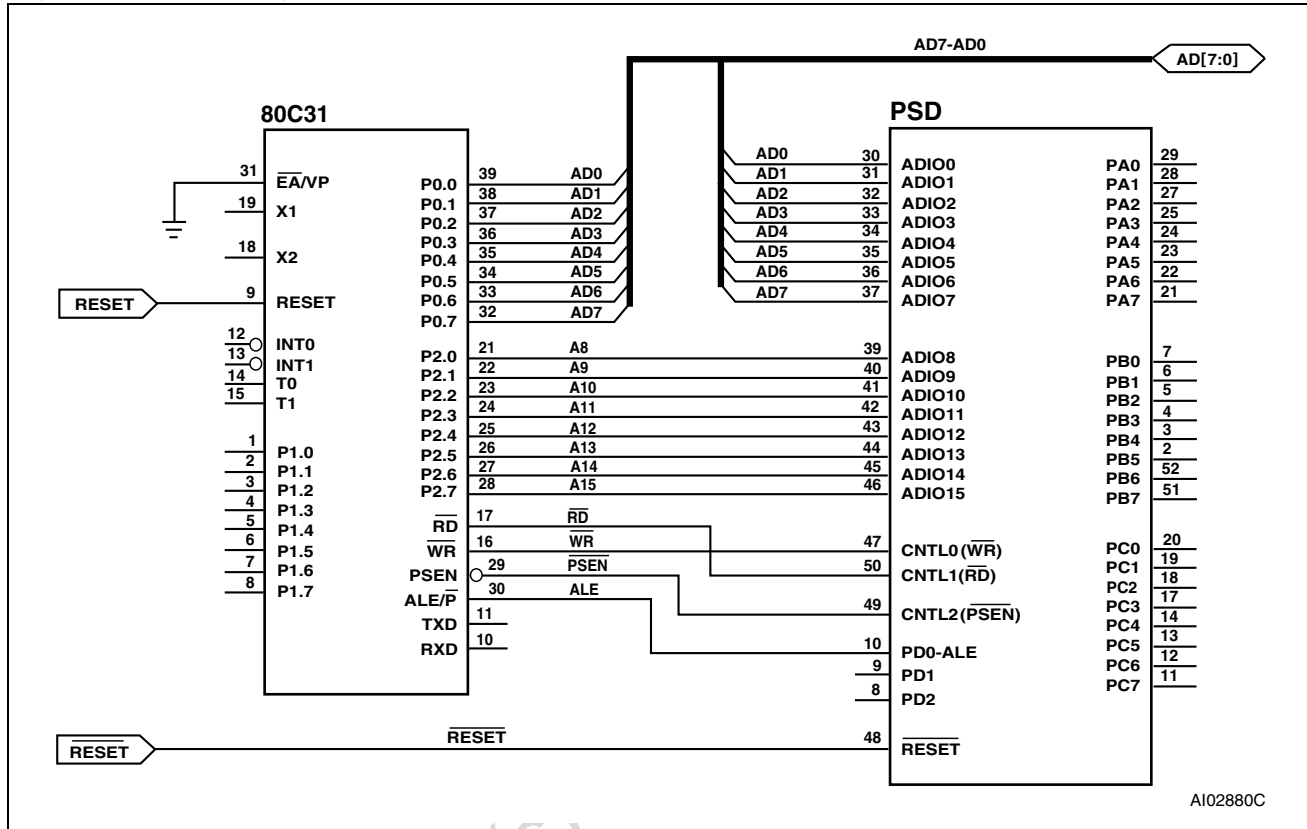 AD7-AD0
AD[7:0]
80C31
PSD
31 EA/VP
19 X1
18 X2
RESET 9 RESET
12 INT0
13 INT1
14 T0
15 T1
1 P1.0
2 P1.1
3 P1.2
4 P1.3
5 P1.4
6 P1.5
7 P1.6
8 P1.7
P0.0 39 AD0
P0.1 38 AD1
P0.2 37 AD2
P0.3 36 AD3
P0.4 35 AD4
P0.5 34 AD5
P0.6 33 AD6
P0.7 32 AD7
P2.0 21 A8
P2.1 22 A9
P2.2 23 A10
P2.3 24 A11
P2.4 25 A12
P2.5 26 A13
P2.6 27 A14
P2.7 28 A15
RD 17 RD
WR 16 WR
PSEN 29 PSEN
ALE/P 30 ALE
TXD 11
RXD 10
AD0 30 ADIO0
AD1 31 ADIO1
AD2 32 ADIO2
AD3 33 ADIO3
AD4 34 ADIO4
AD5 35 ADIO5
AD6 36 ADIO6
AD7 37 ADIO7
39 ADIO8
40 ADIO9
41 ADIO10
42 ADIO11
43 ADIO12
44 ADIO13
45 ADIO14
46 ADIO15
47 CNTL0(WR)
50 CNTL1(RD)
49 CNTL2(PSEN)
10 PD0-ALE
9 PD1
8 PD2
RESET RESET 48 RESET
PA0 29
PA1 28
PA2 27
PA3 25
PA4 24
PA5 23
PA6 22
PA7 21
PB0 7
PB1 6
PB2 5
PB3 4
PB4 3
PB5 2
PB6 52
PB7 51
PC0 20
PC1 19
PC2 18
PC3 17
PC4 14
PC5 13
PC6 12
PC7 11
AI02880C